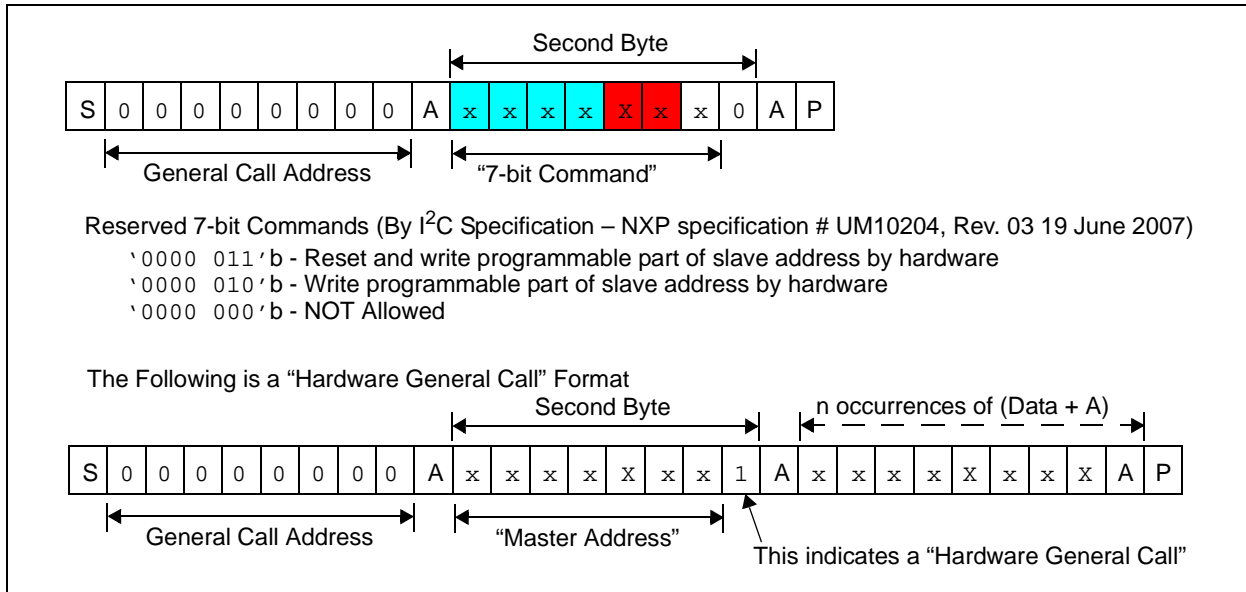 Second Byte
S 0 0 0 0 0 0 0 0 A x x x x X x x 0 A P
General Call Address “7-bit Command”
Reserved 7-bit Commands (By I2C Specification – NXP specification # UM10204, Rev. 03 19 June 2007)
‘0000 011’b - Reset and write programmable part of slave address by hardware
‘0000 010’b - Write programmable part of slave address by hardware
‘0000 000’b - NOT Allowed
The Following is a “Hardware General Call” Format
Second Byte n occurrences of (Data + A)
S 0 0 0 0 0 0 0 0 A x x x x X x x 1 A x x x x X x x X A P
General Call Address “Master Address”
This indicates a “Hardware General Call”